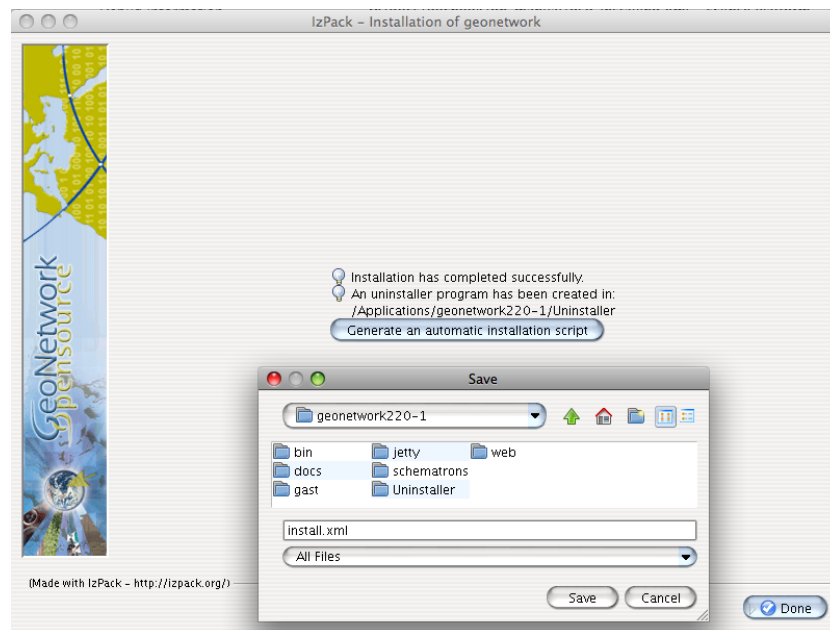 IzPack – Installation of geonetwork
GeoNetwork
Opensource
Installation has completed successfully.
An uninstaller program has been created in:
/Applications/geonetwork220-1/Uninstaller
Generate an automatic installation script
Save
geonetwork220-1
bin
jetty
web
docs
schematrons
gast
Uninstaller
install.xml
All Files
Save
Cancel
(Made with IzPack – http://izpack.org/)
Done